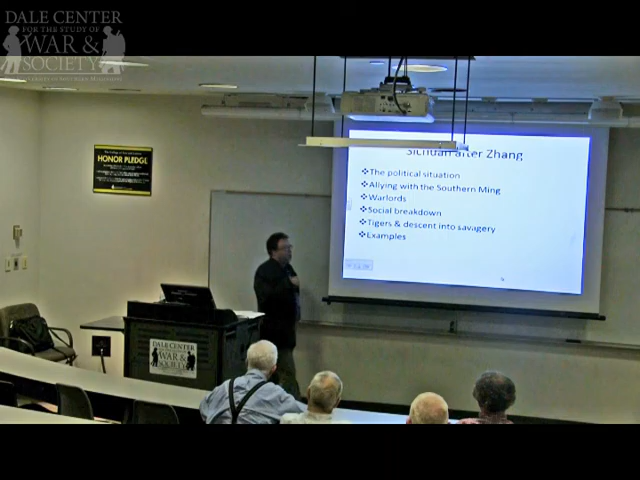 DALE CENTER
FOR THE STUDY OF
WAR &
SOCIETY
HONOR PLEDGE
Sichuan after Zhang
❖The political situation
❖Allying with the Southern Ming
❖Warlords
❖Social breakdown
❖Tigers & descent into savagery
❖Examples
DALE CENTER
WAR &
SOCIETY